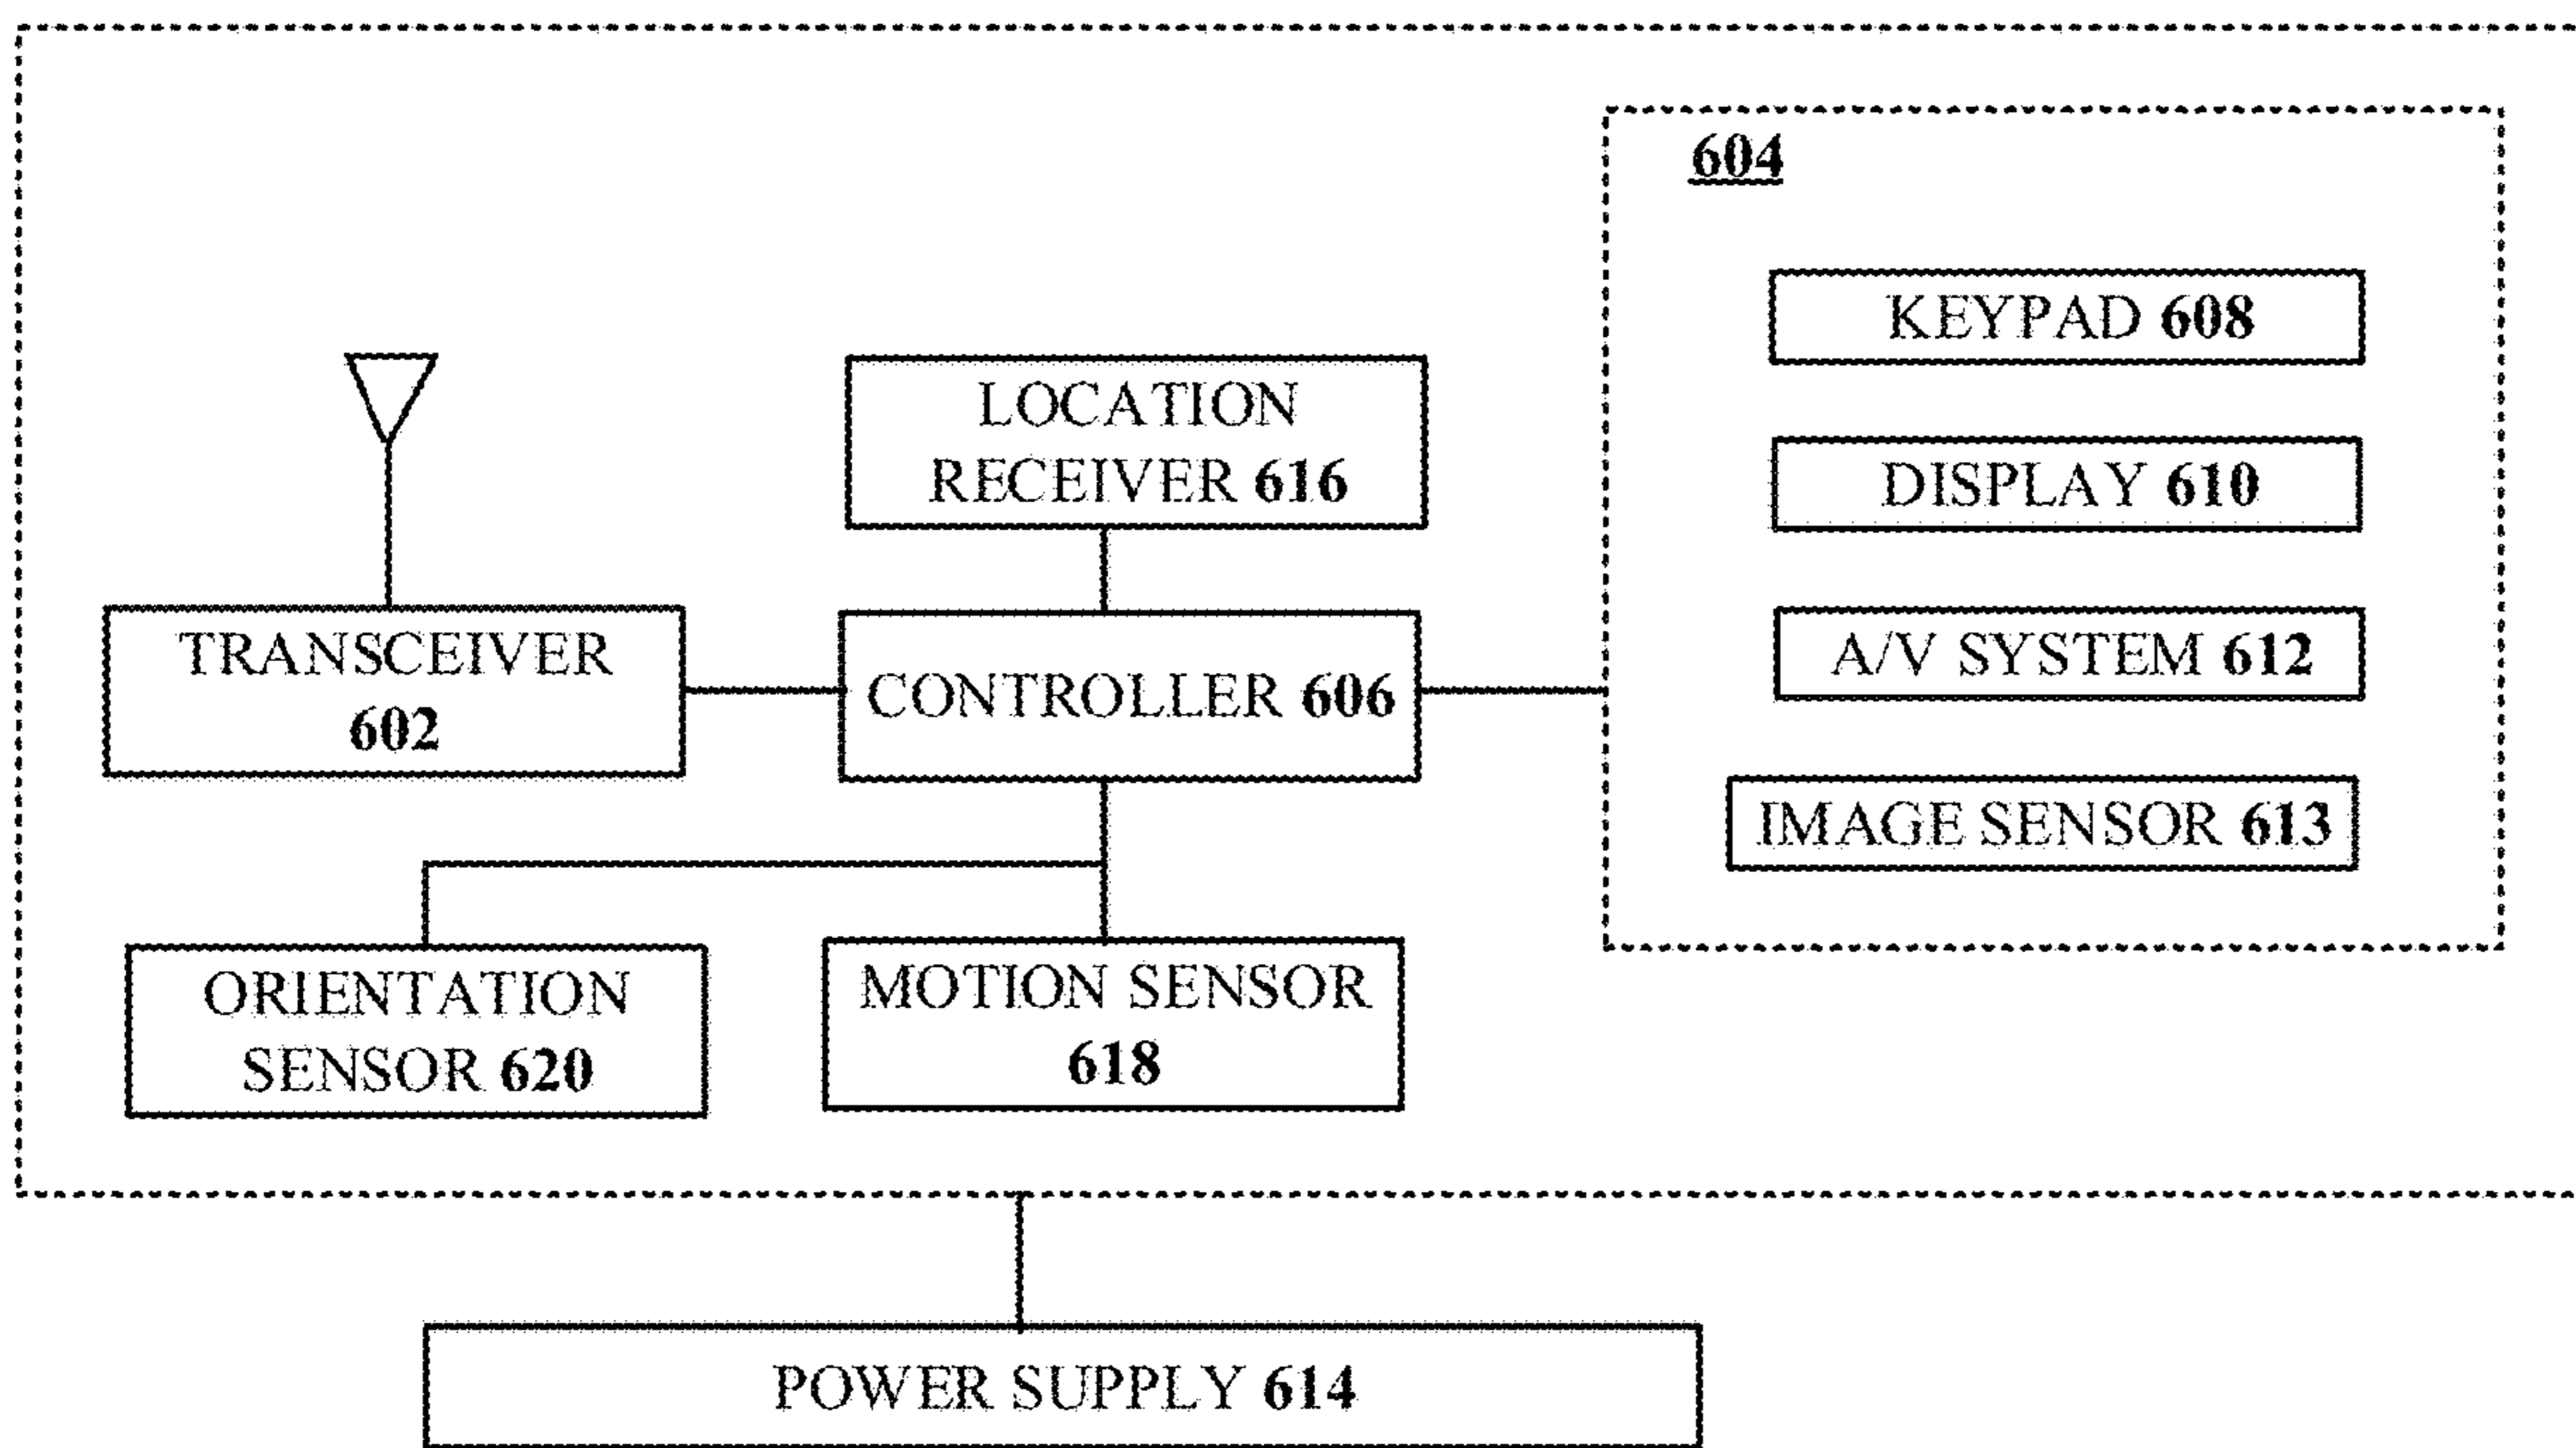 604
KEYPAD 608
LOCATION
RECEIVER 616
DISPLAY 610
TRANSCEIVER
602
CONTROLLER 606
A/V SYSTEM 612
IMAGE SENSOR 613
ORIENTATION
SENSOR 620
MOTION SENSOR
618
POWER SUPPLY 614